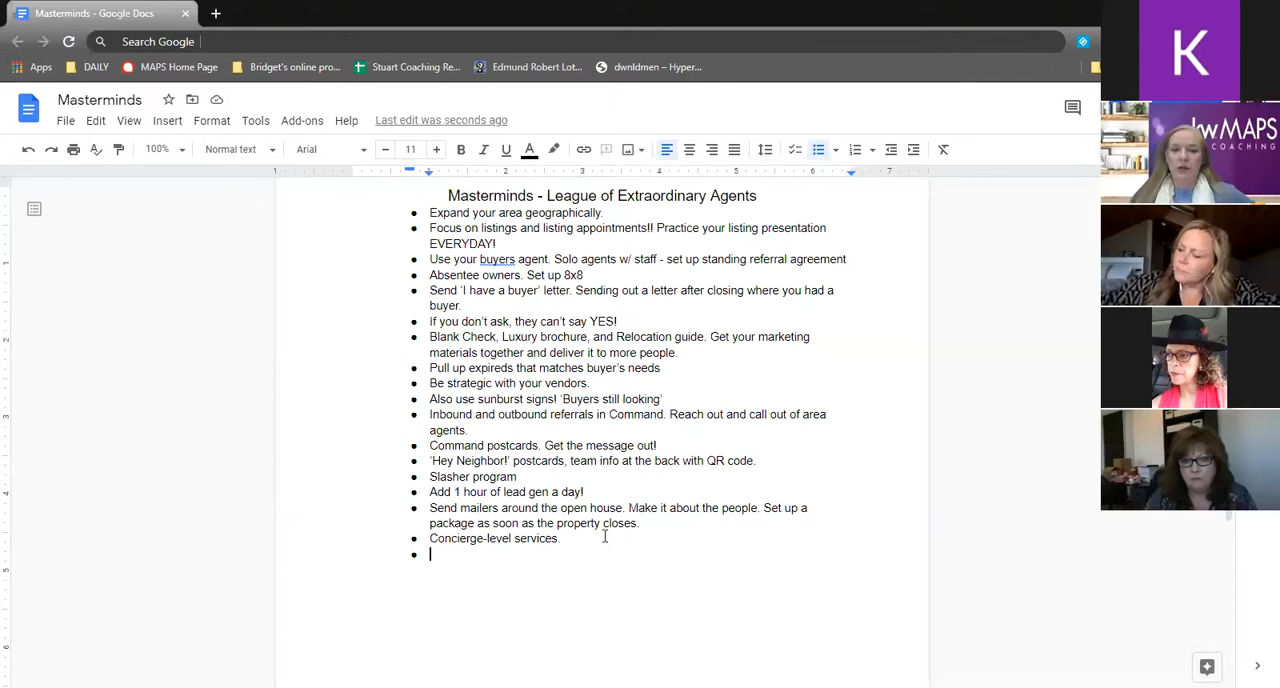 Masterminds - Google Docs
Search Google
Apps DAILY MAPS Home Page Bridget's online pro... Stuart Coaching Re... Edmund Robert Lot... dwnldmen – Hyper...
K
Masterminds
File Edit View Insert Format Tools Add-ons Help Last edit was seconds ago
100% Normal text Arial 11 B I U A
kwMAPS
COACHING
1 1 2 3 4 5 6 7
Masterminds - League of Extraordinary Agents
Expand your area geographically.
Focus on listings and listing appointments!! Practice your listing presentation
EVERYDAY!
Use your buyers agent. Solo agents w/ staff - set up standing referral agreement
Absentee owners. Set up 8x8
Send ‘I have a buyer’ letter. Sending out a letter after closing where you had a
buyer.
If you don’t ask, they can’t say YES!
Blank Check, Luxury brochure, and Relocation guide. Get your marketing
materials together and deliver it to more people.
Pull up expireds that matches buyer’s needs
Be strategic with your vendors.
Also use sunburst signs! ‘Buyers still looking’
Inbound and outbound referrals in Command. Reach out and call out of area
agents.
Command postcards. Get the message out!
‘Hey Neighbor!’ postcards, team info at the back with QR code.
Slasher program
Add 1 hour of lead gen a day!
Send mailers around the open house. Make it about the people. Set up a
package as soon as the property closes.
Concierge-level services.